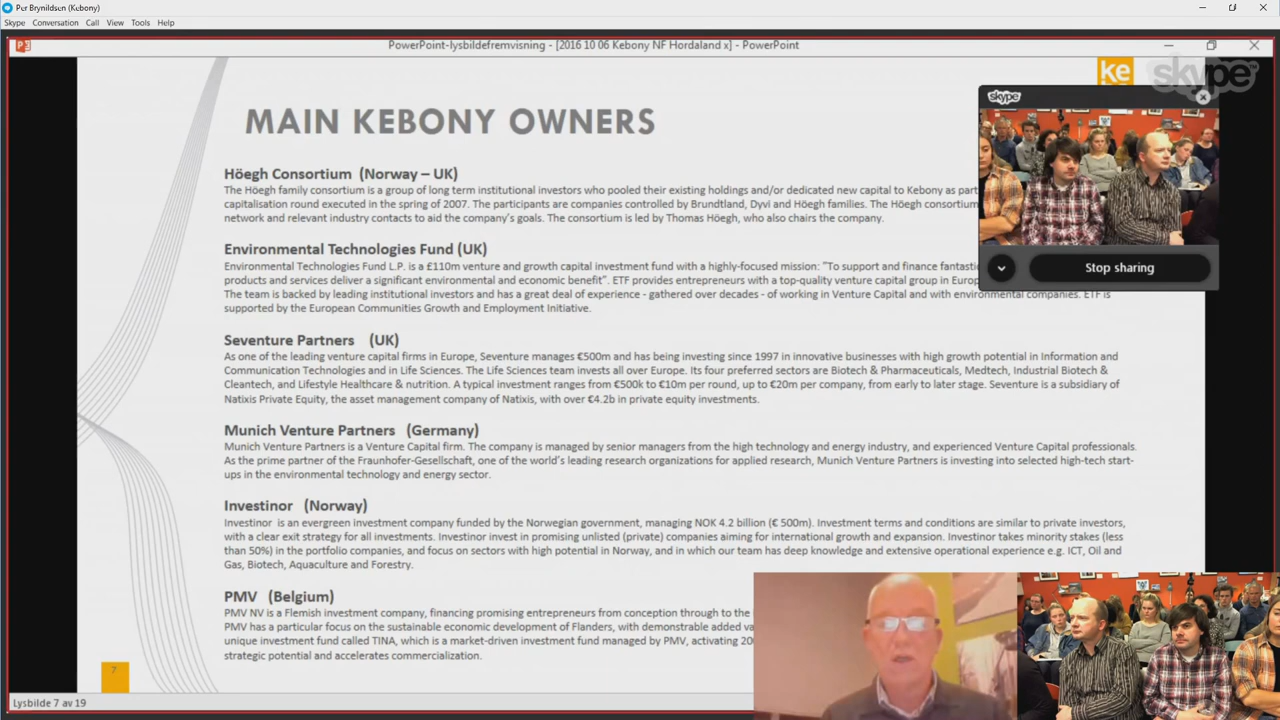 Per Brynildsen (Kebony)
Skype Conversation Call View Tools Help
PowerPoint-lysbildefremvisning - [2016 10 06 Kebony NF Hordaland x] - PowerPoint
ke
skype™
skype
MAIN KEBONY OWNERS
Höegh Consortium (Norway – UK)
The Höegh family consortium is a group of long term institutional investors who pooled their existing holdings and/or dedicated new capital to Kebony as part
capitalisation round executed in the spring of 2007. The participants are companies controlled by Brundtland, Dyvi and Höegh families. The Höegh consortium
network and relevant industry contacts to aid the company's goals. The consortium is led by Thomas Höegh, who also chairs the company.
Environmental Technologies Fund (UK)
Environmental Technologies Fund L.P. is a £110m venture and growth capital investment fund with a highly-focused mission: "To support and finance
products and services deliver a significant environmental and economic benefit". ETF provides entrepreneurs with a top-quality venture capital group in
The team is backed by leading institutional investors and has a great deal of experience - gathered over decades - of working in Venture Capital and with environmental companies. ETF is
supported by the European Communities Growth and Employment Initiative.
Stop sharing
Seventure Partners (UK)
As one of the leading venture capital firms in Europe, Seventure manages €500m and has being investing since 1997 in innovative businesses with high growth potential in Information and
Communication Technologies and in Life Sciences. The Life Sciences team invests all over Europe. Its four preferred sectors are Biotech & Pharmaceuticals, Medtech, Industrial Biotech &
Cleantech, and Lifestyle Healthcare & nutrition. A typical investment ranges from €500k to €10m per round, up to €20m per company, from early to later stage. Seventure is a subsidiary of
Natixis Private Equity, the asset management company of Natixis, with over €4.2b in private equity investments.
Munich Venture Partners (Germany)
Munich Venture Partners is a Venture Capital firm. The company is managed by senior managers from the high technology and energy industry, and experienced Venture Capital professionals.
As the prime partner of the Fraunhofer-Gesellschaft, one of the world's leading research organizations for applied research, Munich Venture Partners is investing into selected high-tech start-
ups in the environmental technology and energy sector.
Investinor (Norway)
Investinor is an evergreen investment company funded by the Norwegian government, managing NOK 4.2 billion (€ 500m). Investment terms and conditions are similar to private investors,
with a clear exit strategy for all investments. Investinor invest in promising unlisted (private) companies aiming for international growth and expansion. Investinor takes minority stakes (less
than 50%) in the portfolio companies, and focus on sectors with high potential in Norway, and in which our team has deep knowledge and extensive operational experience e.g. ICT, Oil and
Gas, Biotech, Aquaculture and Forestry.
PMV (Belgium)
PMV NV is a Flemish investment company, financing promising entrepreneurs from conception through to the
PMV has a particular focus on the sustainable economic development of Flanders, with demonstrable added
unique investment fund called TINA, which is a market-driven investment fund managed by PMV, activating
strategic potential and accelerates commercialization.
7
Lysbilde 7 av 19